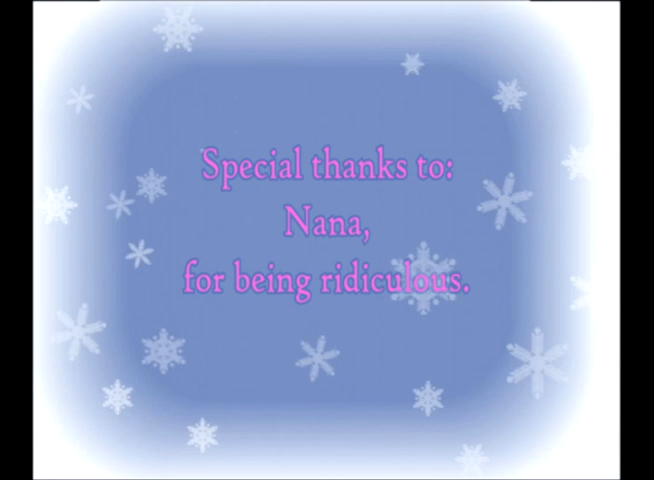 Special thanks to:
Nana,
for being ridiculous.